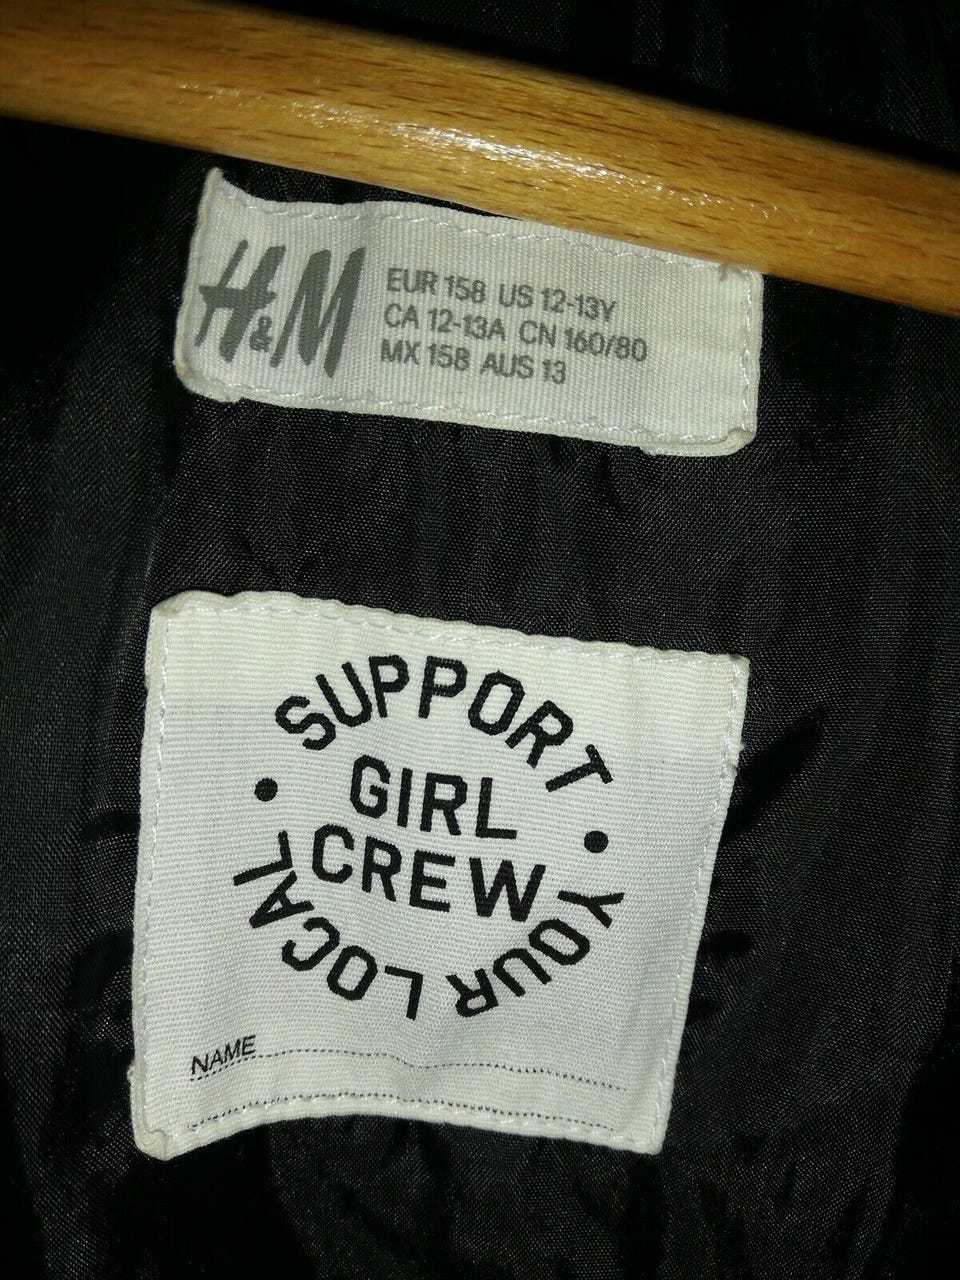 H&M
EUR 158 US 12-13Y
CA 12-13A CN 160/80
MX 158 AUS 13
SUPPORT
• YOUR LOCAL •
GIRL
CREW
NAME